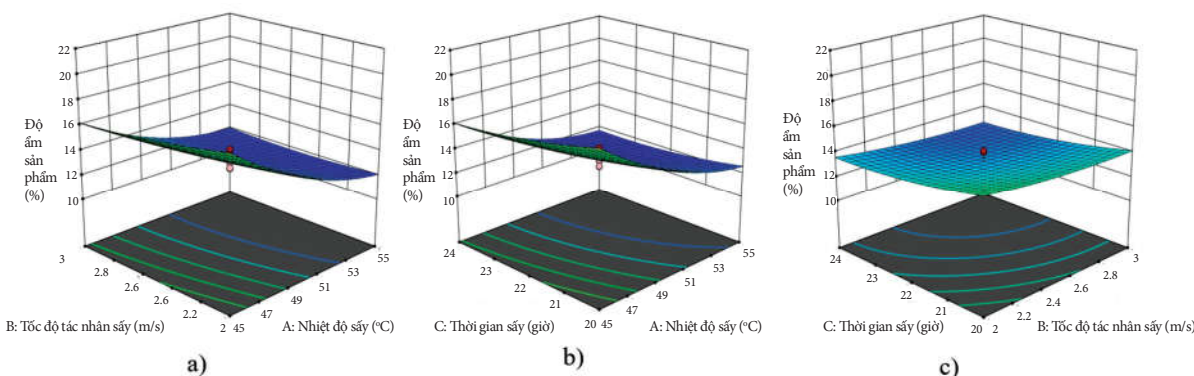 22
20
18
16
14
12
10
Độ
ẩm
sản
phẩm
(%)
3
2.8
2.6
2.6
2.2
2
45
47
49
51
53
55
B: Tốc độ tác nhân sấy (m/s)
A: Nhiệt độ sấy (°C)
a)
22
20
18
16
14
12
10
Độ
ẩm
sản
phẩm
(%)
24
23
22
21
20
45
47
49
51
53
55
C: Thời gian sấy (giờ)
A: Nhiệt độ sấy (°C)
b)
22
20
18
16
14
12
10
Độ
ẩm
sản
phẩm
(%)
24
23
22
21
20
2
2.2
2.4
2.6
2.8
3
C: Thời gian sấy (giờ)
B: Tốc độ tác nhân sấy (m/s)
c)